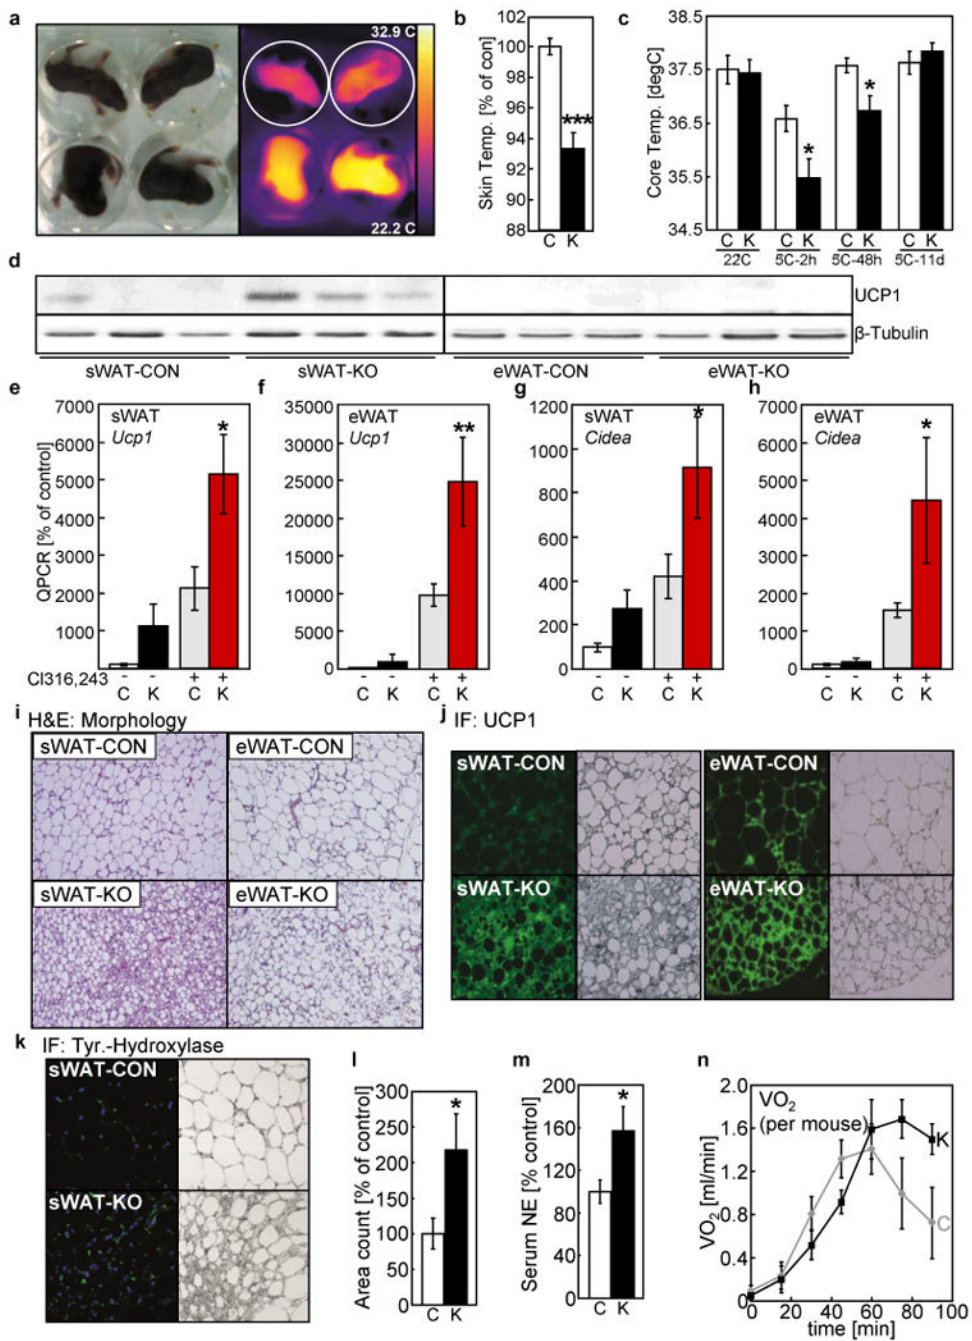 a
32.9 C
22.2 C
b
Skin Temp. [% of con]
102
100
98
96
94
92
90
88
***
C K
c
Core Temp. [degC]
38.5
37.5
36.5
35.5
34.5
*
*
C K C K C K C K
22C 5C-2h 5C-48h 5C-11d
d
UCP1
β-Tubulin
sWAT-CON sWAT-KO eWAT-CON eWAT-KO
e
QPCR [% of control]
7000
6000
5000
4000
3000
2000
1000
sWAT
Ucp1
*
CI316,243 - - + +
C K C K
f
35000
30000
25000
20000
15000
10000
5000
0
eWAT
Ucp1
**
- - + +
C K C K
g
1200
1000
800
600
400
200
0
sWAT
Cidea
*
- - + +
C K C K
h
7000
6000
5000
4000
3000
2000
1000
0
eWAT
Cidea
*
- - + +
C K C K
i H&E: Morphology
sWAT-CON eWAT-CON
sWAT-KO eWAT-KO
j IF: UCP1
sWAT-CON eWAT-CON
sWAT-KO eWAT-KO
k IF: Tyr.-Hydroxylase
sWAT-CON
sWAT-KO
l
Area count [% of control]
300
250
200
150
100
50
0
*
C K
m
Serum NE [% control]
200
160
120
80
40
0
*
C K
n
VO2 [ml/min]
2.0
1.6
1.2
0.8
0.4
0
VO2
(per mouse)
K
C
0 20 40 60 80 100
time [min]